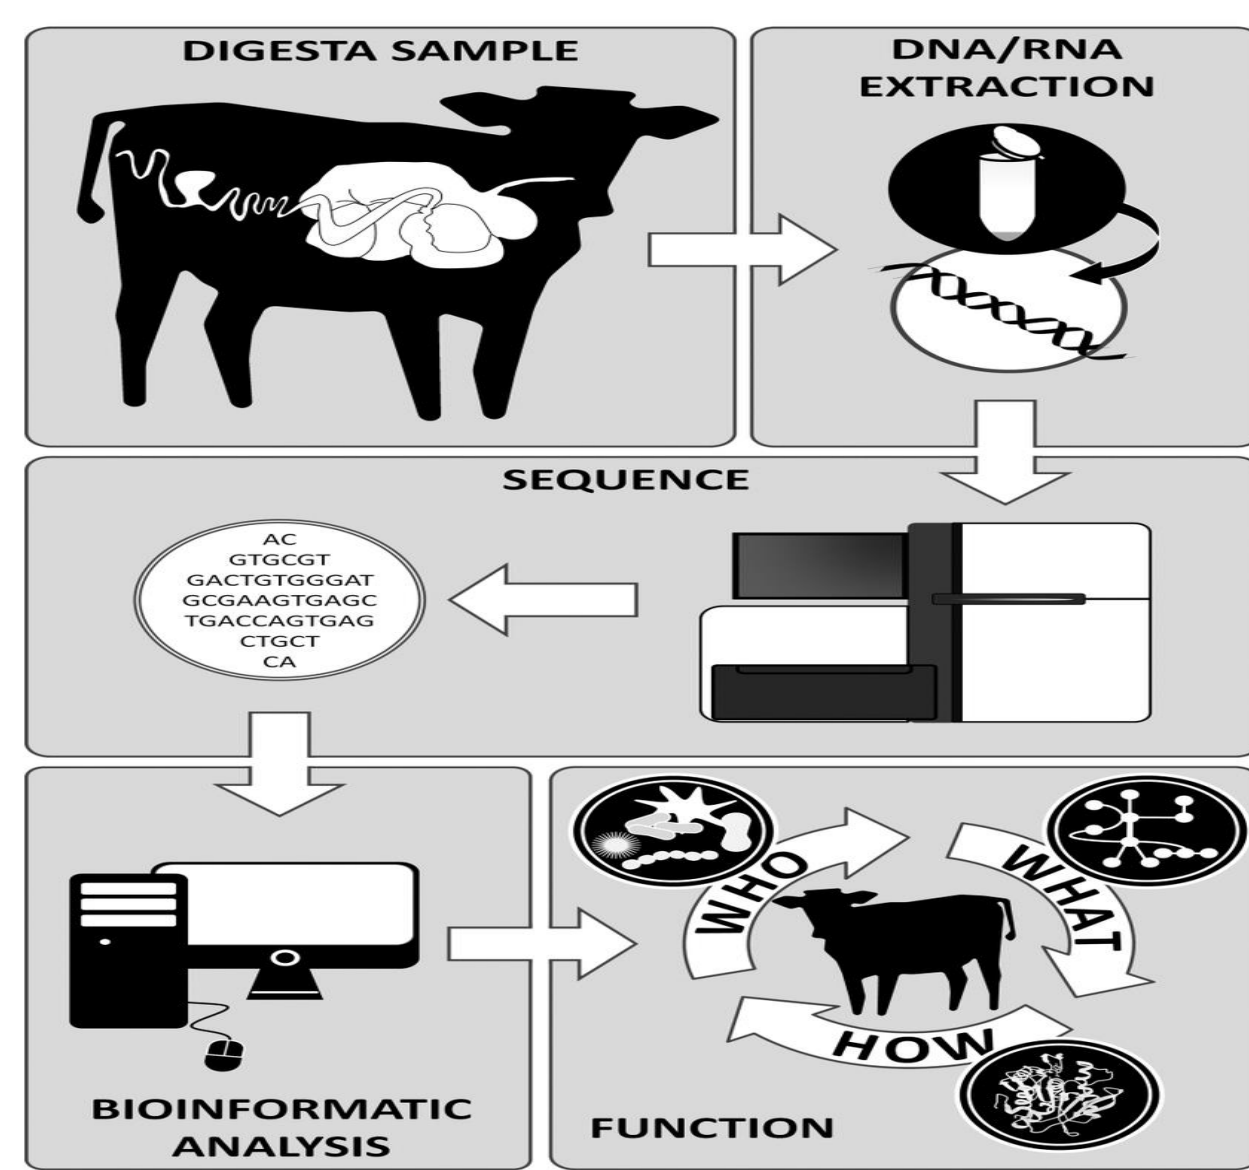 DIGESTA SAMPLE
DNA/RNA
EXTRACTION
SEQUENCE
AC
GTGCGT
GACTGTGGGAT
GCGAAGTGAGC
TGACCAGTGAG
CTGCT
CA
BIOINFORMATIC
ANALYSIS
WHO
WHAT
HOW
FUNCTION